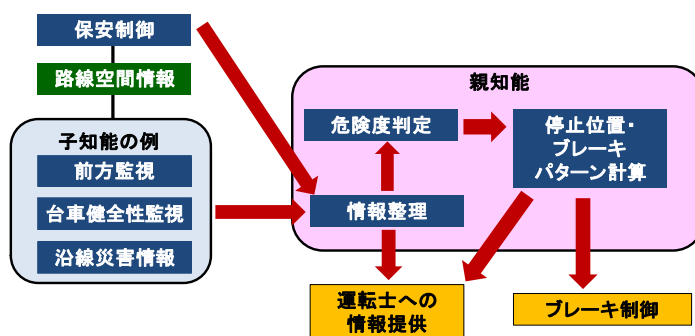 保安制御
路線空間情報
子知能の例
前方監視
台車健全性監視
沿線災害情報
親知能
危険度判定
停止位置・
ブレーキ
パターン計算
情報整理
運転士への
情報提供
ブレーキ制御